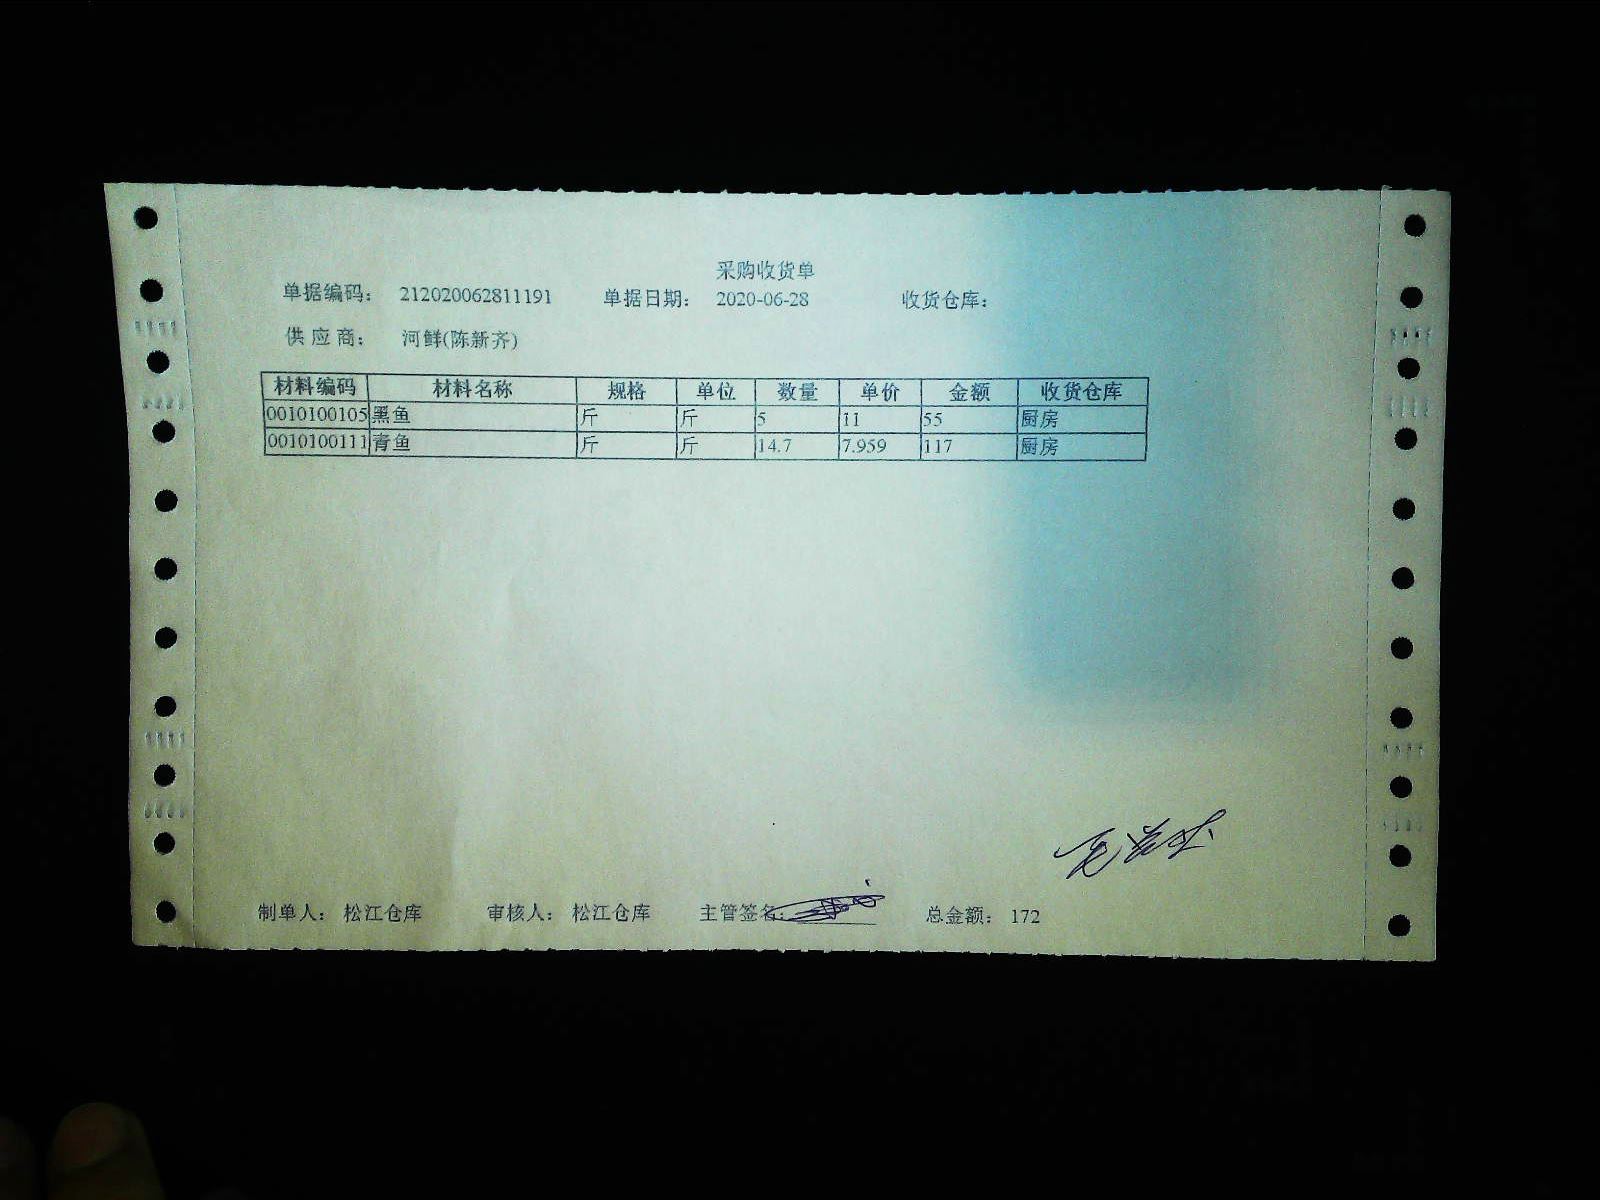 采购收货单
单据编码： 212020062811191 单据日期： 2020-06-28 收货仓库：
供应商： 河鲜(陈新齐)
材料编码 材料名称 规格 单位 数量 单价 金额 收货仓库
0010100105 黑鱼 斤 斤 5 11 55 厨房
0010100111 青鱼 斤 斤 14.7 7.959 117 厨房
制单人： 松江仓库 审核人： 松江仓库 主管签名： 总金额： 172